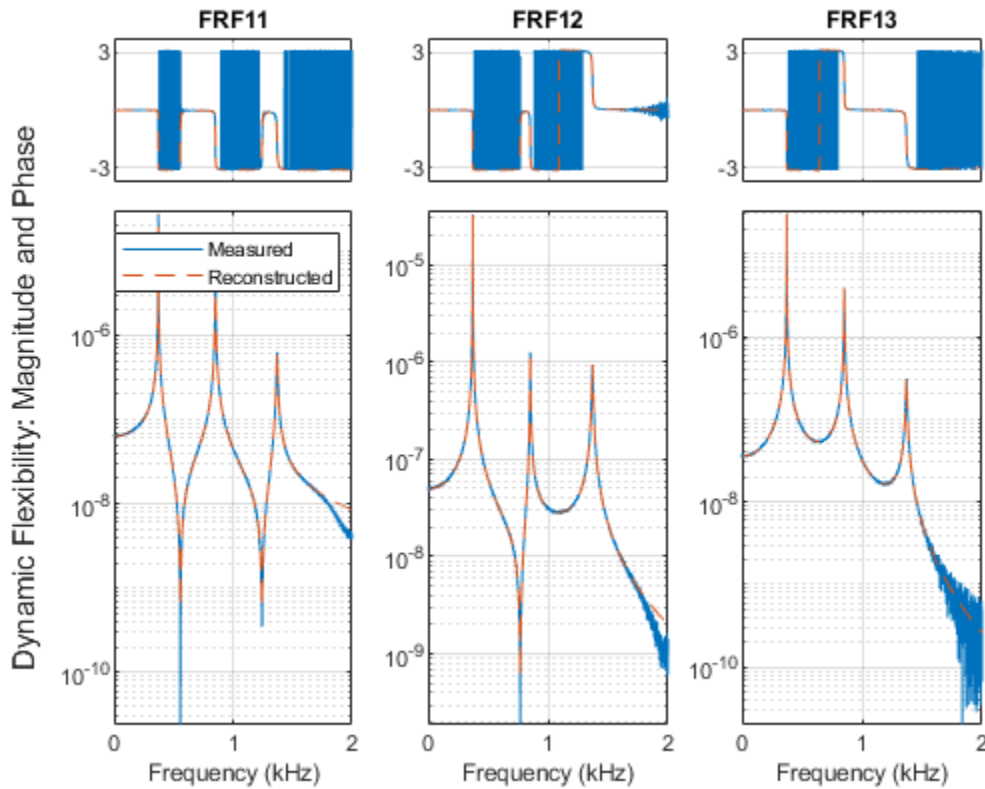 FRF11 FRF12 FRF13
3 3 3
-3 -3 -3
Dynamic Flexibility: Magnitude and Phase
Measured
Reconstructed
10-6
10-8
10-10
10-5
10-6
10-7
10-8
10-9
10-6
10-8
10-10
0 1 2 0 1 2 0 1 2
Frequency (kHz) Frequency (kHz) Frequency (kHz)